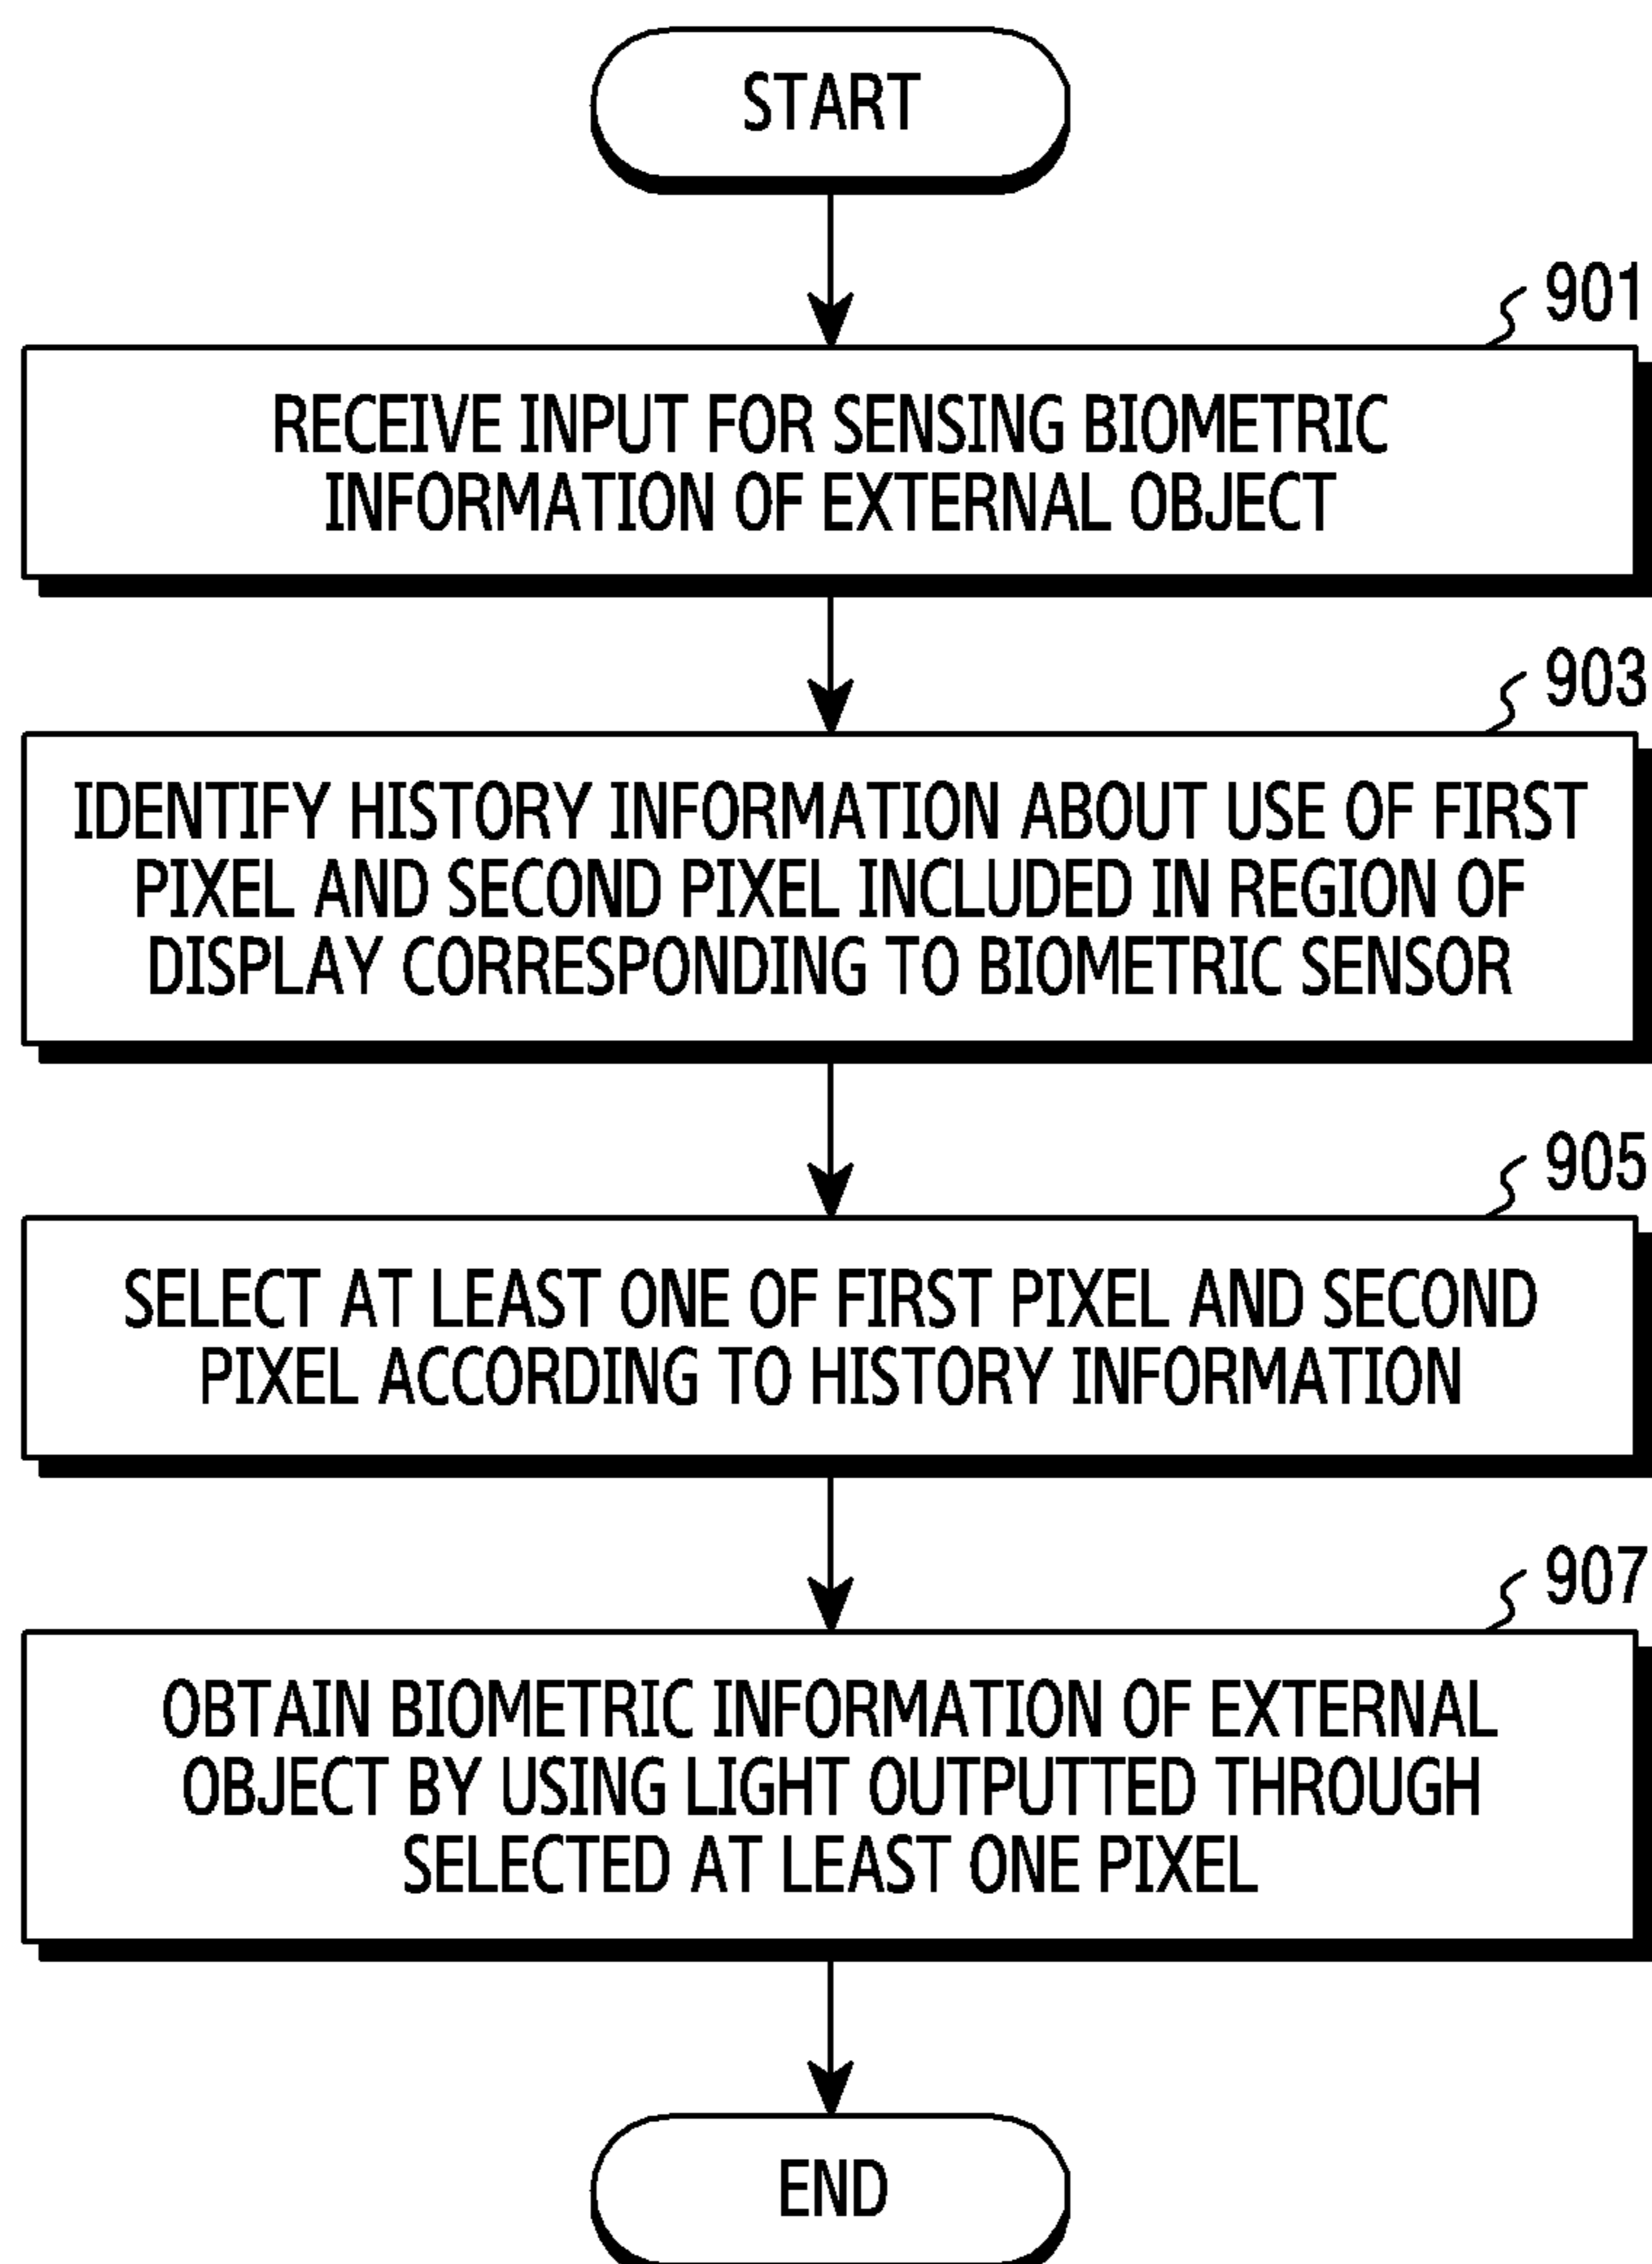 START
901
RECEIVE INPUT FOR SENSING BIOMETRIC
INFORMATION OF EXTERNAL OBJECT
903
IDENTIFY HISTORY INFORMATION ABOUT USE OF FIRST
PIXEL AND SECOND PIXEL INCLUDED IN REGION OF
DISPLAY CORRESPONDING TO BIOMETRIC SENSOR
905
SELECT AT LEAST ONE OF FIRST PIXEL AND SECOND
PIXEL ACCORDING TO HISTORY INFORMATION
907
OBTAIN BIOMETRIC INFORMATION OF EXTERNAL
OBJECT BY USING LIGHT OUTPUTTED THROUGH
SELECTED AT LEAST ONE PIXEL
END